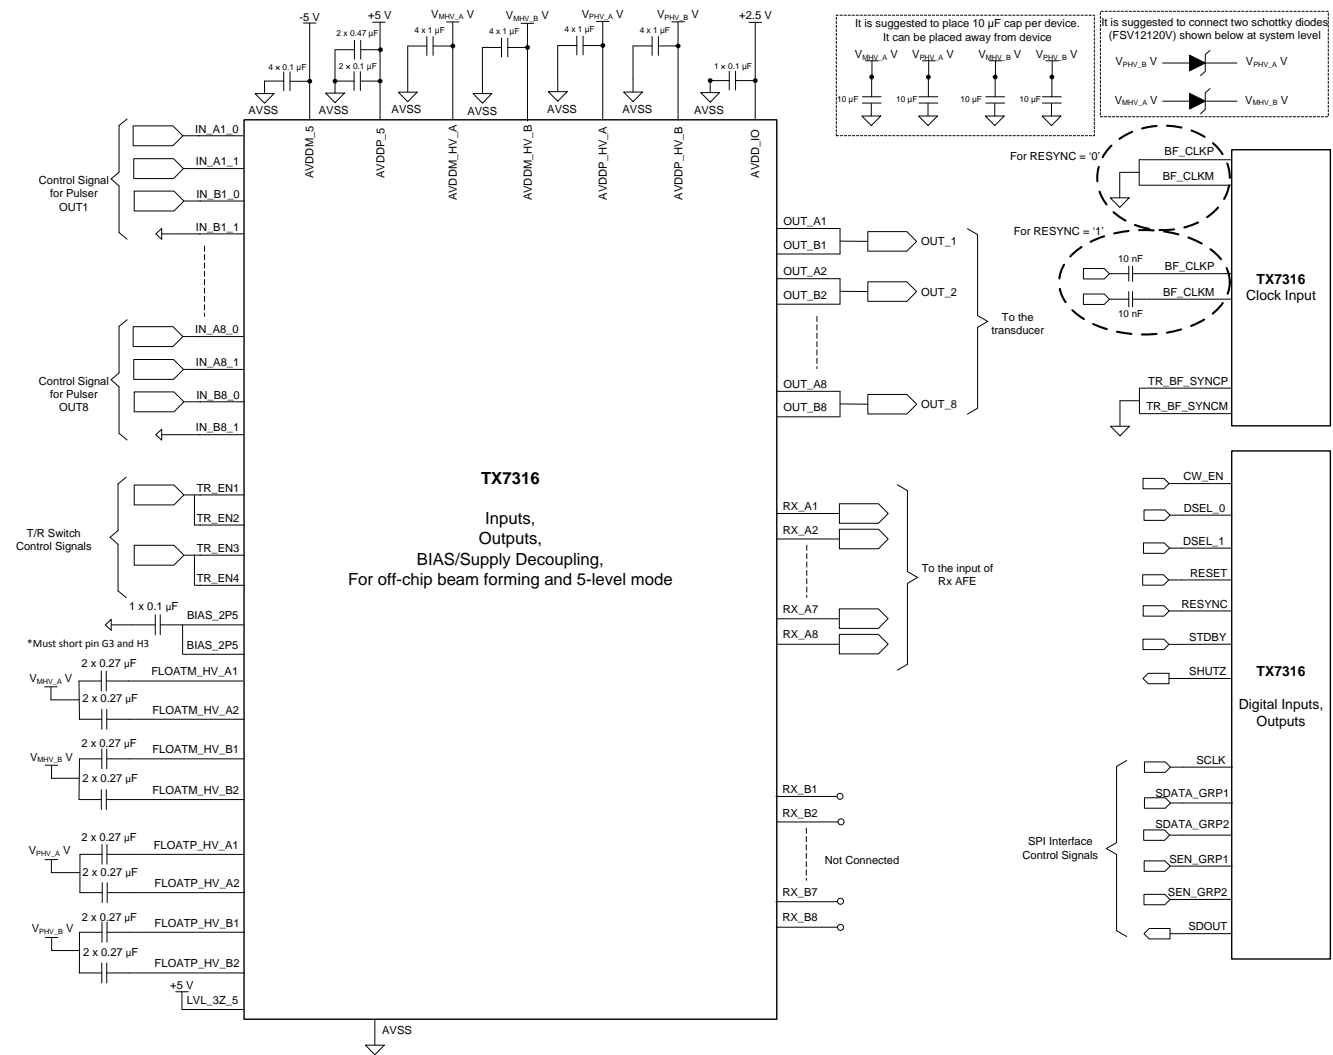 -5 V
+5 V
VMHV_A V
VMHV_B V
VPHV_A V
VPHV_B V
+2.5 V
4 x 0.1 µF
2 x 0.47 µF
2 x 0.1 µF
4 x 1 µF
4 x 1 µF
4 x 1 µF
4 x 1 µF
1 x 0.1 µF
AVSS
AVSS
AVSS
AVSS
AVSS
AVSS
AVSS
AVDDM_5
AVDDP_5
AVDDM_HV_A
AVDDM_HV_B
AVDDP_HV_A
AVDDP_HV_B
AVDD_IO
It is suggested to place 10 µF cap per device.
It can be placed away from device
VMHV_A V
VPHV_A V
VMHV_B V
VPHV_B V
10 µF
10 µF
10 µF
10 µF
It is suggested to connect two schottky diodes
(FSV12120V) shown below at system level
VPHV_B V
VPHV_A V
VMHV_A V
VMHV_B V
Control Signal
for Pulser
OUT1
IN_A1_0
IN_A1_1
IN_B1_0
IN_B1_1
Control Signal
for Pulser
OUT8
IN_A8_0
IN_A8_1
IN_B8_0
IN_B8_1
T/R Switch
Control Signals
TR_EN1
TR_EN2
TR_EN3
TR_EN4
1 x 0.1 µF
BIAS_2P5
*Must short pin G3 and H3
BIAS_2P5
VMHV_A V
2 x 0.27 µF
FLOATM_HV_A1
2 x 0.27 µF
FLOATM_HV_A2
VMHV_B V
2 x 0.27 µF
FLOATM_HV_B1
2 x 0.27 µF
FLOATM_HV_B2
VPHV_A V
2 x 0.27 µF
FLOATP_HV_A1
2 x 0.27 µF
FLOATP_HV_A2
VPHV_B V
2 x 0.27 µF
FLOATP_HV_B1
2 x 0.27 µF
FLOATP_HV_B2
+5 V
LVL_3Z_5
AVSS
TX7316
Inputs,
Outputs,
BIAS/Supply Decoupling,
For off-chip beam forming and 5-level mode
OUT_A1
OUT_B1
OUT_1
OUT_A2
OUT_B2
OUT_2
OUT_A8
OUT_B8
OUT_8
To the
transducer
RX_A1
RX_A2
RX_A7
RX_A8
To the input of
Rx AFE
RX_B1
RX_B2
RX_B7
RX_B8
Not Connected
For RESYNC = '0'
BF_CLKP
BF_CLKM
For RESYNC = '1'
10 nF
BF_CLKP
BF_CLKM
10 nF
TR_BF_SYNCP
TR_BF_SYNCM
TX7316
Clock Input
CW_EN
DSEL_0
DSEL_1
RESET
RESYNC
STDBY
SHUTZ
TX7316
Digital Inputs,
Outputs
SPI Interface
Control Signals
SCLK
SDATA_GRP1
SDATA_GRP2
SEN_GRP1
SEN_GRP2
SDOUT